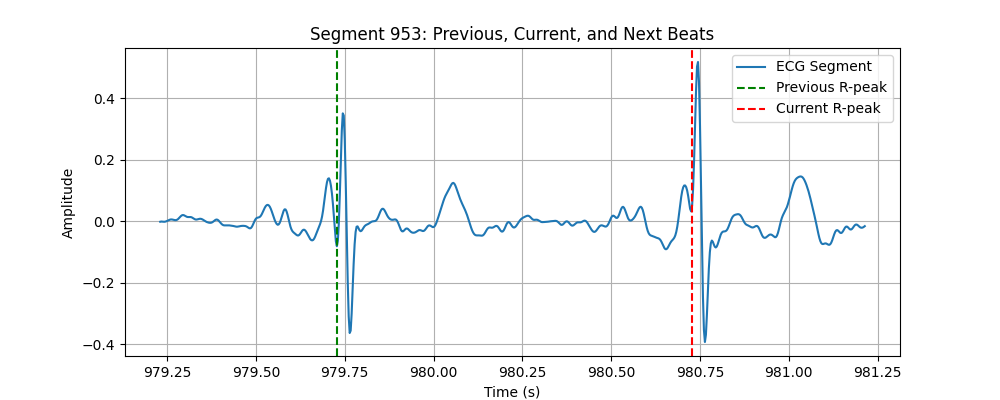 Segment 953: Previous, Current, and Next Beats
ECG Segment
Previous R-peak
Current R-peak
Amplitude
0.4
0.2
0.0
−0.2
−0.4
979.25 979.50 979.75 980.00 980.25 980.50 980.75 981.00 981.25
Time (s)